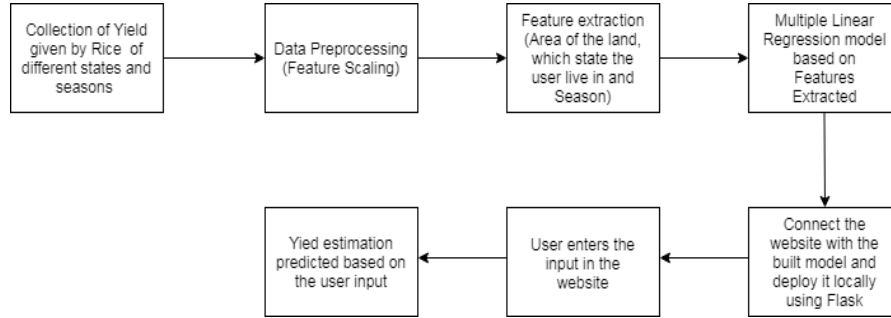 Collection of Yield
given by Rice of
different states and
seasons
Data Preprocessing
(Feature Scaling)
Feature extraction
(Area of the land,
which state the
user live in and
Season)
Multiple Linear
Regression model
based on
Features
Extracted
Connect the
website with the
built model and
deploy it locally
using Flask
User enters the
input in the
website
Yied estimation
predicted based on
the user input